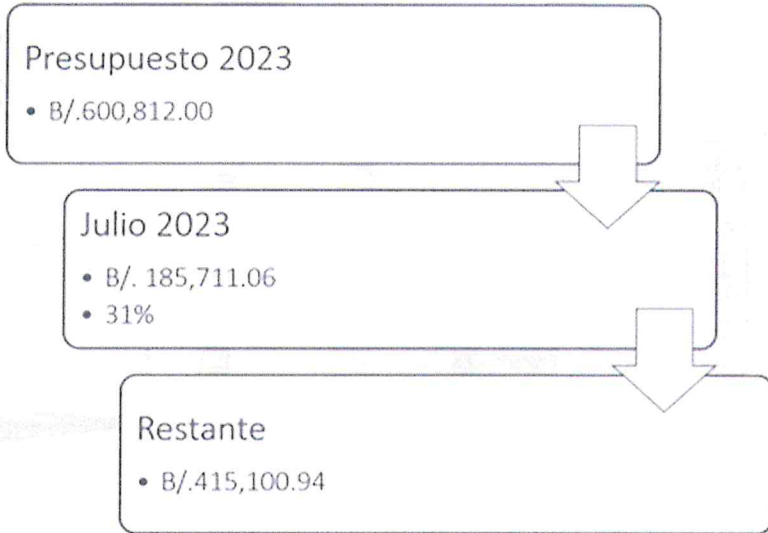 Presupuesto 2023
• B/.600,812.00
Julio 2023
• B/. 185,711.06
• 31%
Restante
• B/.415,100.94